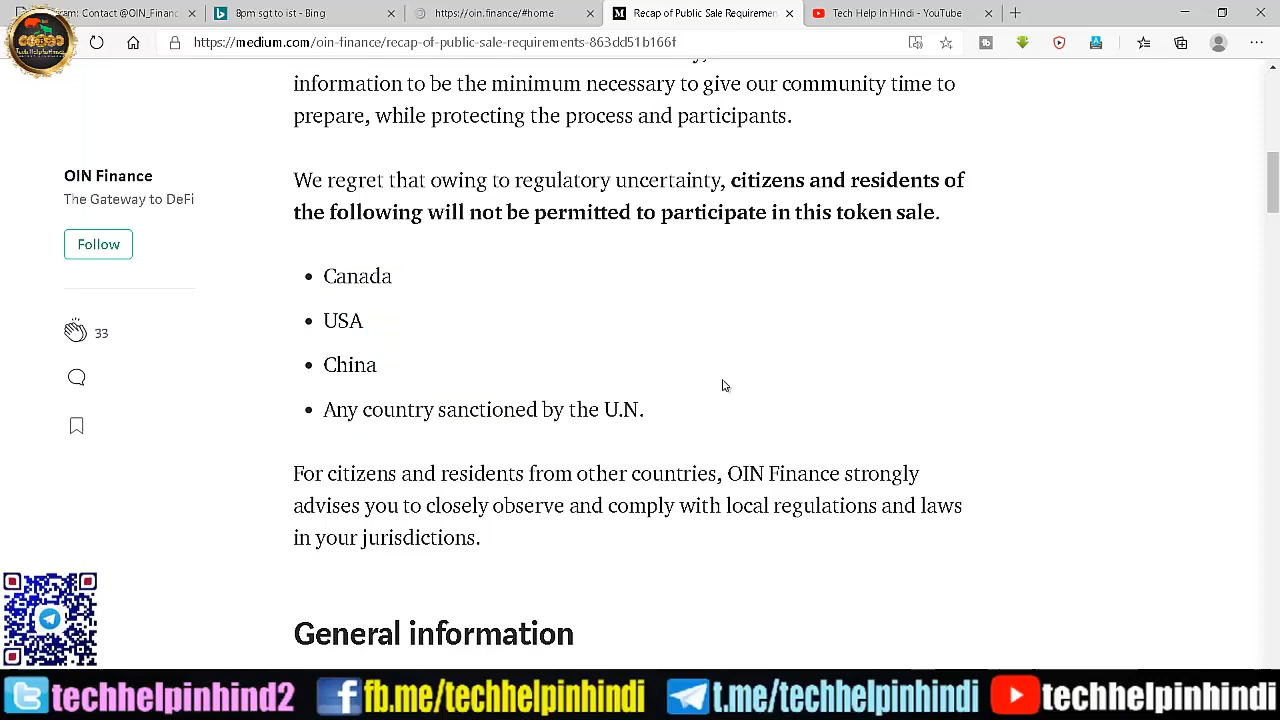 8pm sgt to ist - Bing
http://oin.finance/#home
Recap of Public Sale Requiremen
Tech Help In Hindi - YouTube
https://medium.com/oin-finance/recap-of-public-sale-requirements-863dd51b166f
information to be the minimum necessary to give our community time to
prepare, while protecting the process and participants.
We regret that owing to regulatory uncertainty, citizens and residents of
the following will not be permitted to participate in this token sale.
• Canada
• USA
• China
• Any country sanctioned by the U.N.
For citizens and residents from other countries, OIN Finance strongly
advises you to closely observe and comply with local regulations and laws
in your jurisdictions.
General information
OIN Finance
The Gateway to DeFi
Follow
33
techhelpinhind2
fb.me/techhelpinhindi
t.me/techhelpinhindi
techhelpinhindi